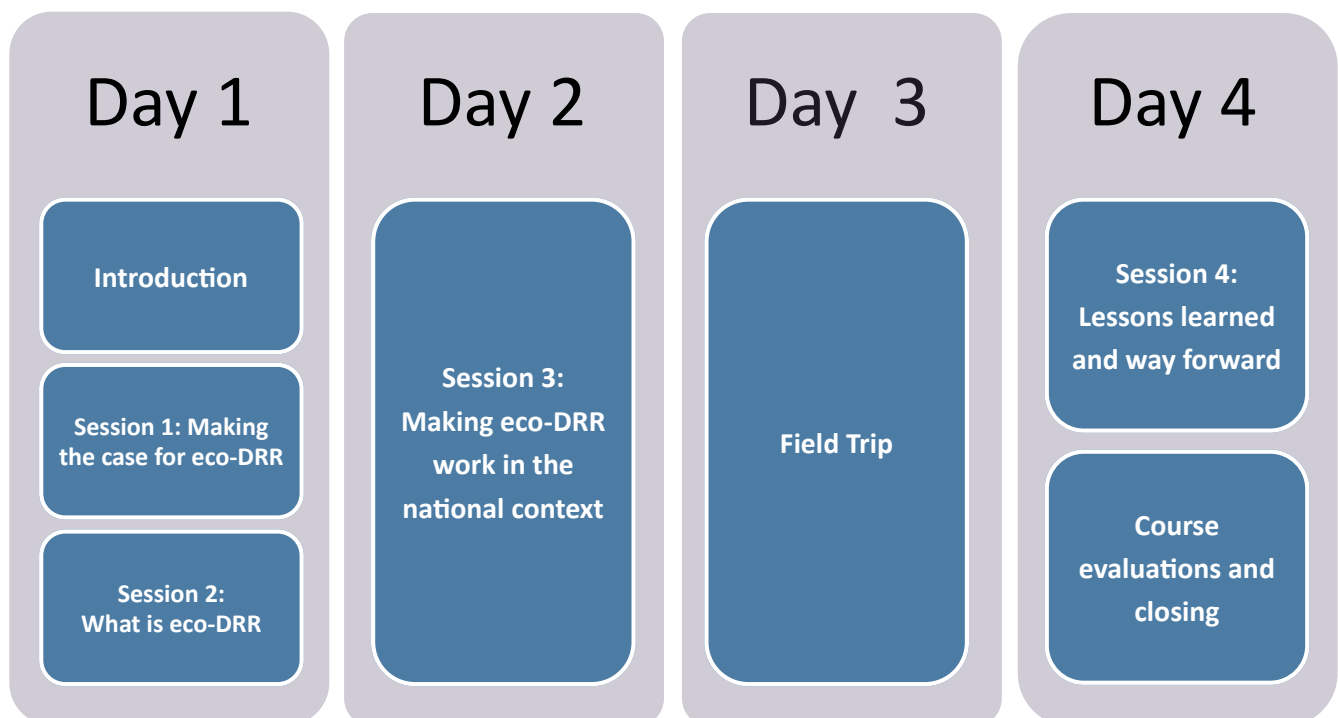 Day 1
Introduction
Session 1: Making
the case for eco-DRR
Session 2:
What is eco-DRR
Day 2
Session 3:
Making eco-DRR
work in the
national context
Day  3
Field Trip
Day 4
Session 4:
Lessons learned
and way forward
Course
evaluations and
closing